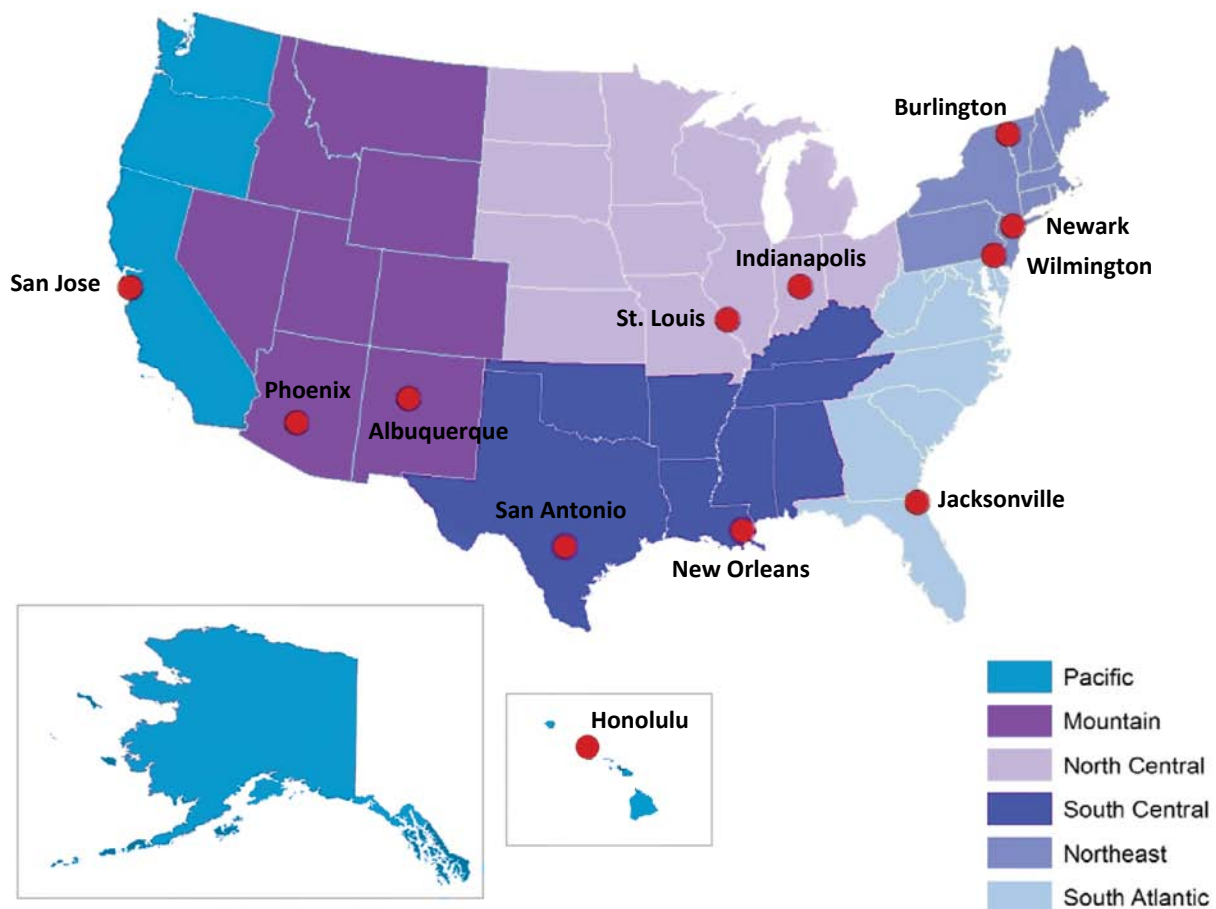 Burlington
Newark
Wilmington
Indianapolis
San Jose
St. Louis
Phoenix
Albuquerque
San Antonio
Jacksonville
New Orleans
Honolulu
Pacific
Mountain
North Central
South Central
Northeast
South Atlantic